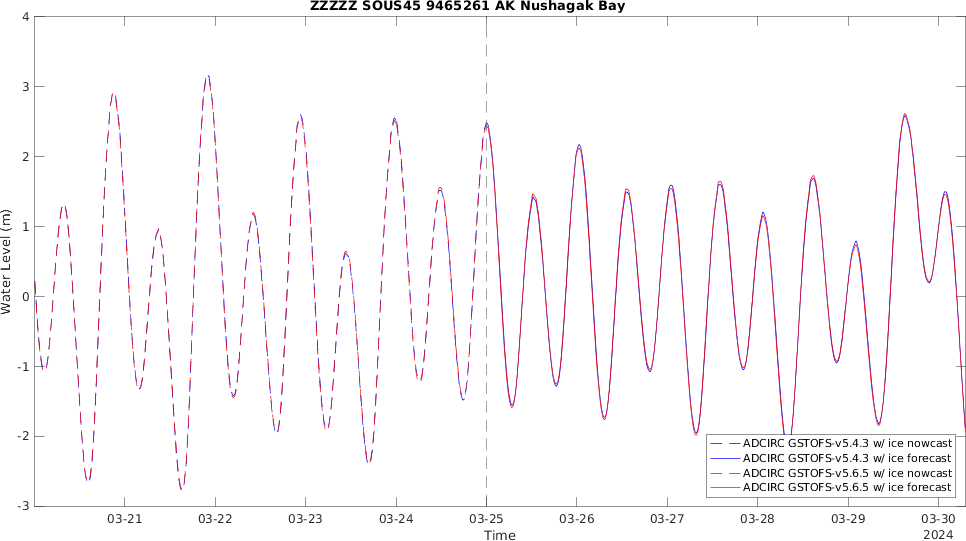 ZZZZZ SOUS45 9465261 AK Nushagak Bay
4
3
2
1
0
-1
-2
-3
Water Level (m)
03-21
03-22
03-23
03-24
03-25
03-26
03-27
03-28
03-29
03-30
2024
Time
ADCIRC GSTOFS-v5.4.3 w/ ice nowcast
ADCIRC GSTOFS-v5.4.3 w/ ice forecast
ADCIRC GSTOFS-v5.6.5 w/ ice nowcast
ADCIRC GSTOFS-v5.6.5 w/ ice forecast